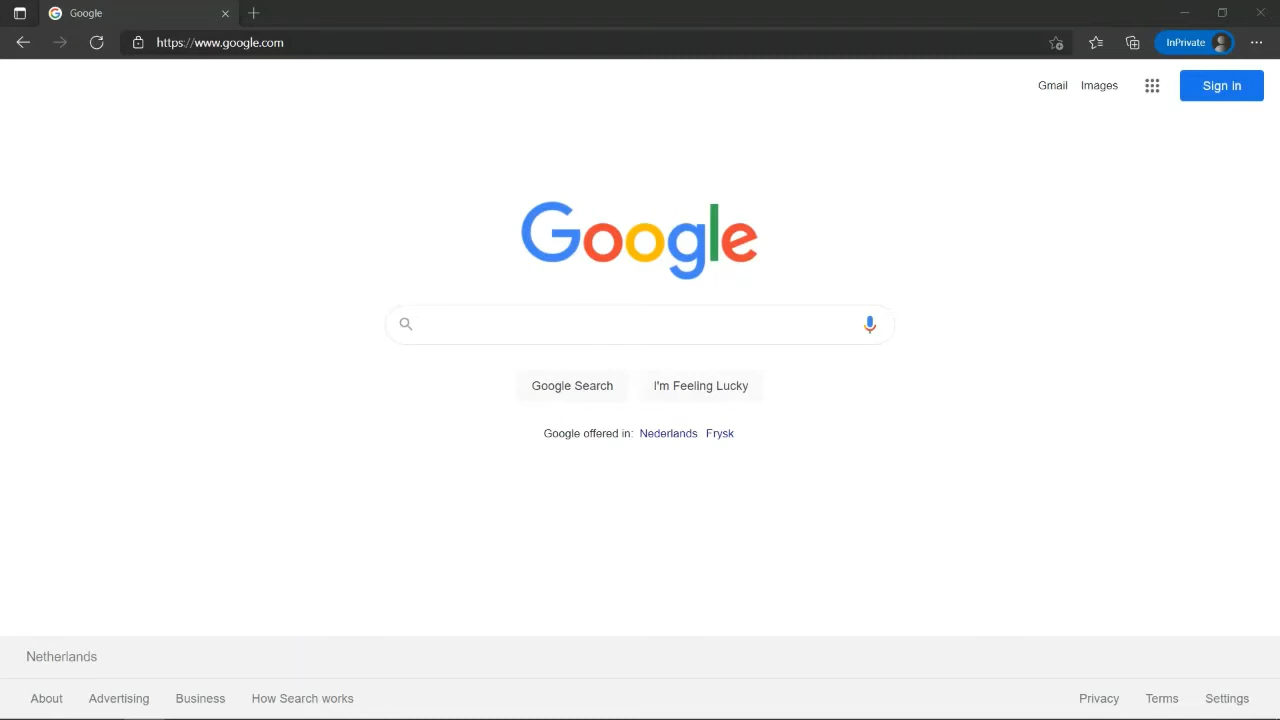 Google
https://www.google.com
InPrivate
Gmail Images
Sign in
Google
Google Search I'm Feeling Lucky
Google offered in: Nederlands Frysk
Netherlands
About Advertising Business How Search works Privacy Terms Settings